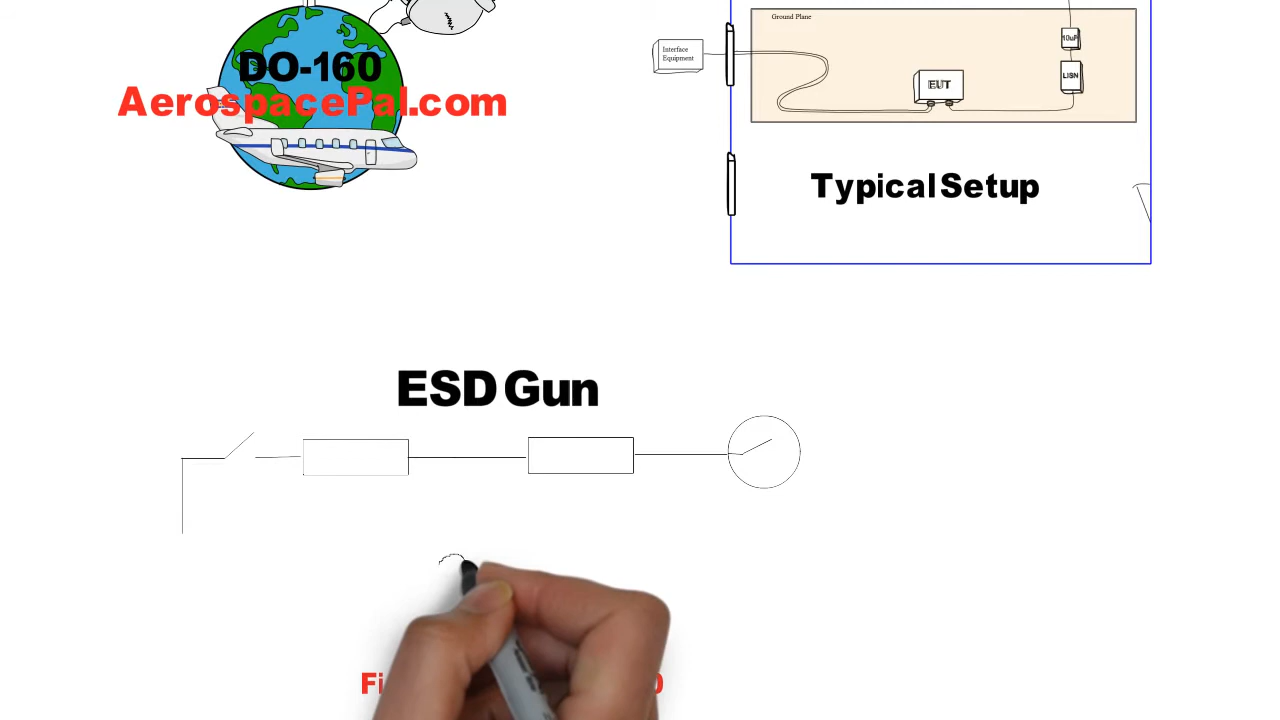 DO-160
AerospacePal.com
Ground Plane
Interface
Equipment
10uF
LISN
EUT
Typical Setup
ESD Gun